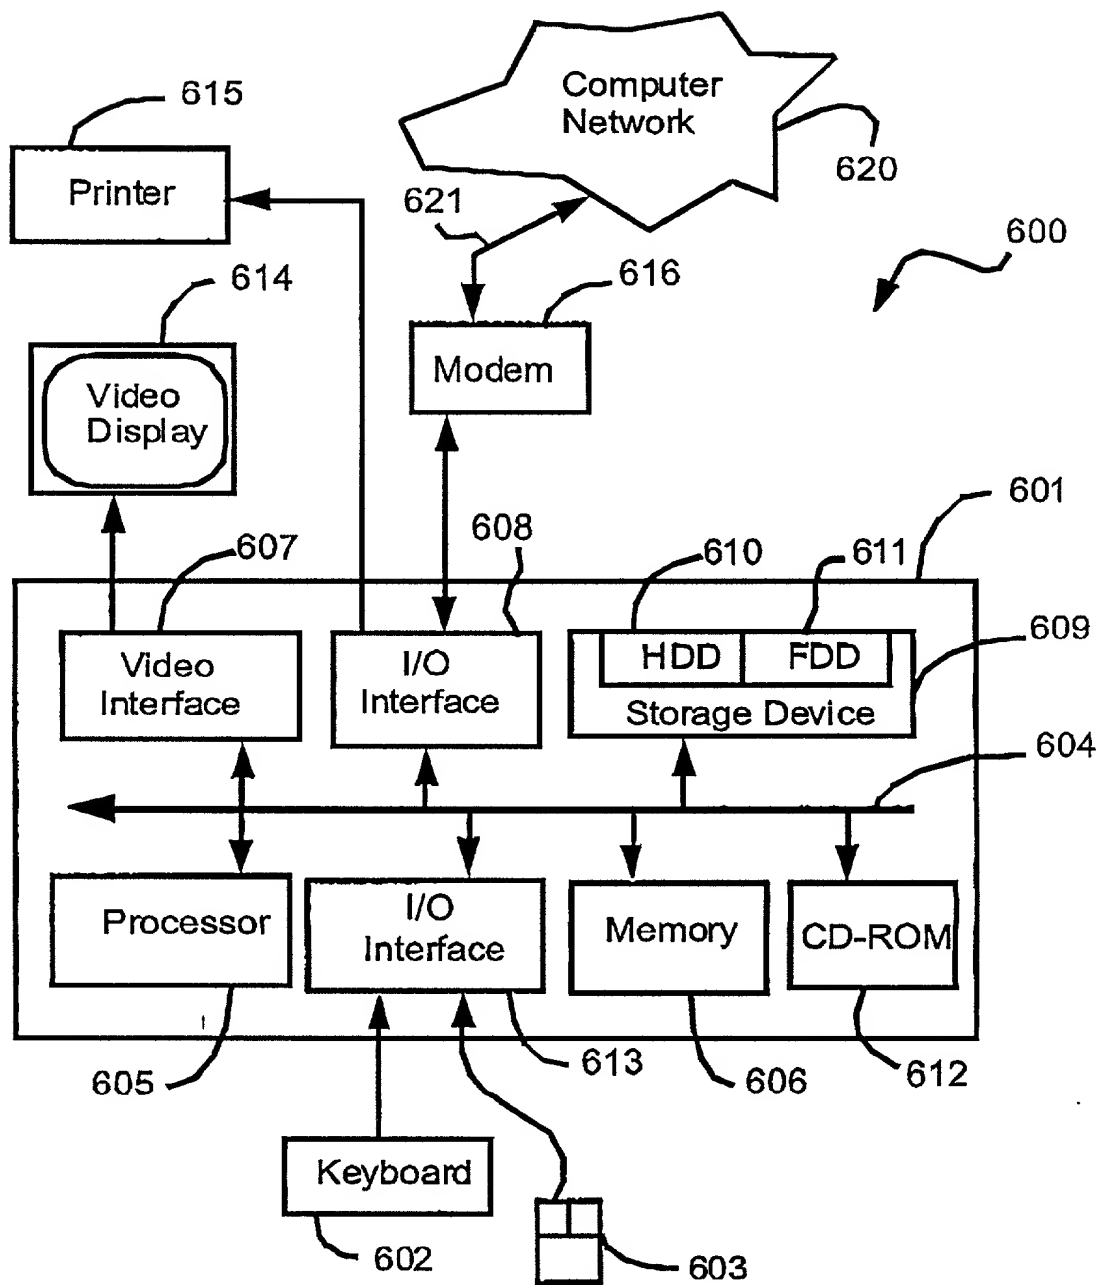 Computer
Network
615
Printer
620
621
600
614
616
Modem
Video
Display
601
607
608
610
611
609
Video
Interface
I/O
Interface
HDD
FDD
Storage Device
604
Processor
I/O
Interface
Memory
CD-ROM
605
613
606
612
Keyboard
602
603